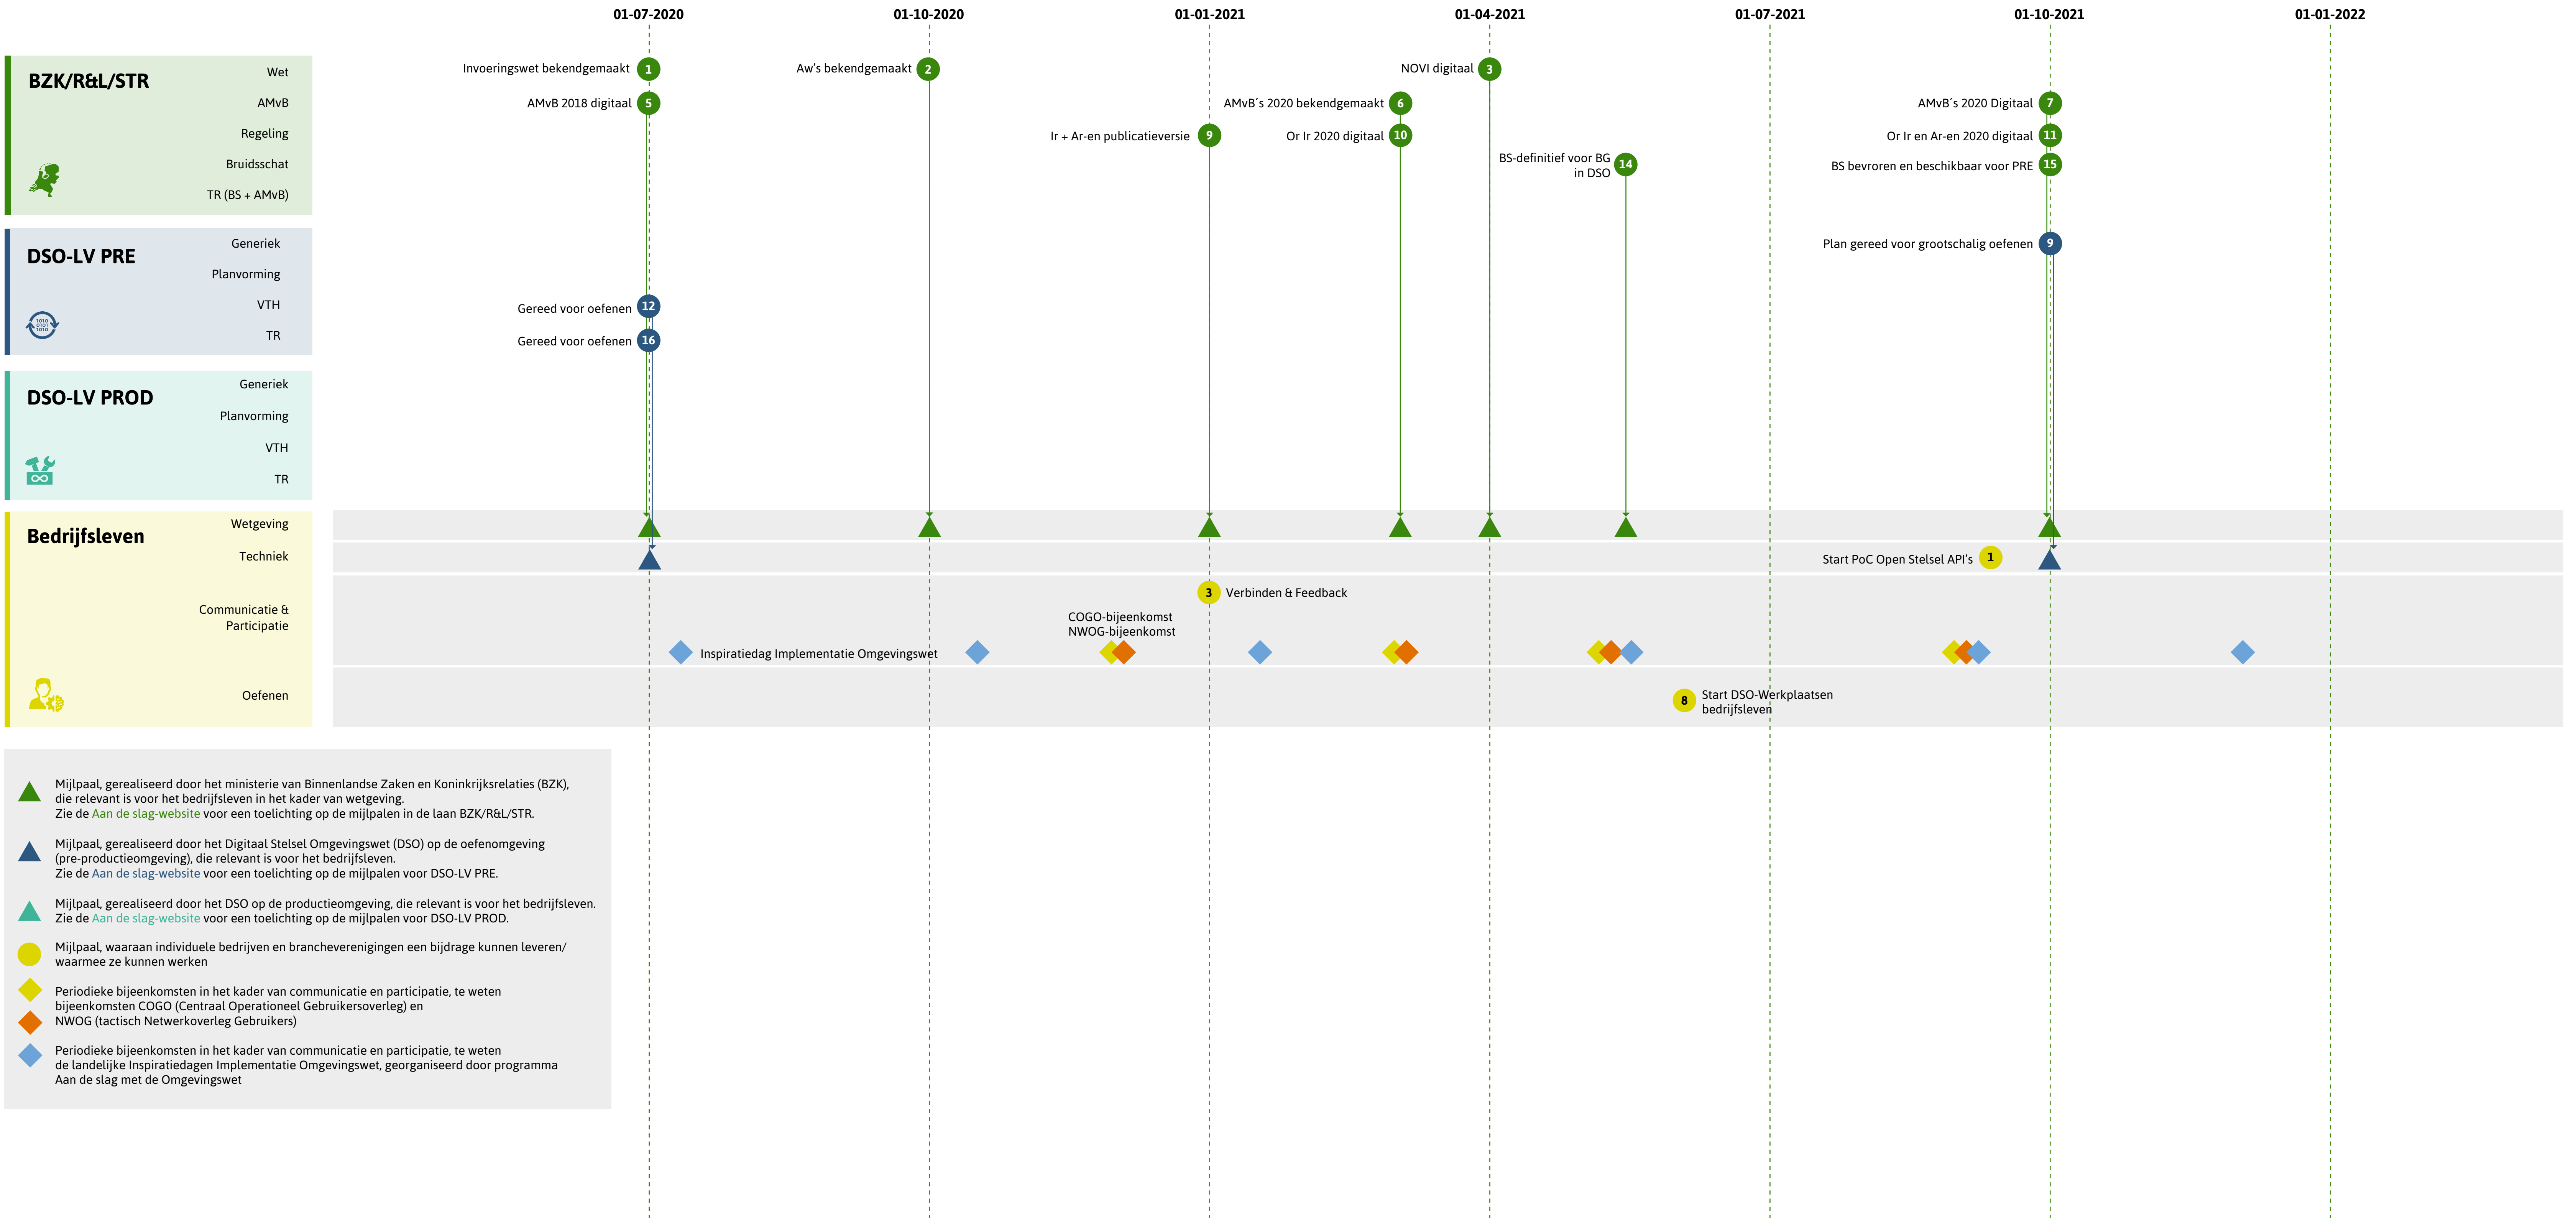 01-07-2020
01-10-2020
01-01-2021
01-04-2021
01-07-2021
01-10-2021
01-01-2022
BZK/R&L/STR
Wet
AMvB
Regeling
Bruidsschat
TR (BS + AMvB)
Invoeringswet bekendgemaakt 1
Aw's bekendgemaakt 2
NOVI digitaal 3
AMvB 2018 digitaal 5
AMvB´s 2020 bekendgemaakt 6
AMvB´s 2020 Digitaal 7
Ir + Ar-en publicatieversie 9
Or Ir 2020 digitaal 10
Or Ir en Ar-en 2020 digitaal 11
BS-definitief voor BG
in DSO
14
BS bevroren en beschikbaar voor PRE 15
DSO-LV PRE
Generiek
Planvorming
VTH
TR
1010
0101
1010
Plan gereed voor grootschalig oefenen 9
Gereed voor oefenen 12
Gereed voor oefenen 16
DSO-LV PROD
Generiek
Planvorming
VTH
TR
Bedrijfsleven
Wetgeving
Techniek
Communicatie &
Participatie
Oefenen
Start PoC Open Stelsel API's 1
3 Verbinden & Feedback
COGO-bijeenkomst
NWOG-bijeenkomst
Inspiratiedag Implementatie Omgevingswet
8
Start DSO-Werkplaatsen
bedrijfsleven
Mijlpaal, gerealiseerd door het ministerie van Binnenlandse Zaken en Koninkrijksrelaties (BZK),
die relevant is voor het bedrijfsleven in het kader van wetgeving.
Zie de Aan de slag-website voor een toelichting op de mijlpalen in de laan BZK/R&L/STR.
Mijlpaal, gerealiseerd door het Digitaal Stelsel Omgevingswet (DSO) op de oefenomgeving
(pre-productieomgeving), die relevant is voor het bedrijfsleven.
Zie de Aan de slag-website voor een toelichting op de mijlpalen voor DSO-LV PRE.
Mijlpaal, gerealiseerd door het DSO op de productieomgeving, die relevant is voor het bedrijfsleven.
Zie de Aan de slag-website voor een toelichting op de mijlpalen voor DSO-LV PROD.
Mijlpaal, waaraan individuele bedrijven en brancheverenigingen een bijdrage kunnen leveren/
waarmee ze kunnen werken
Periodieke bijeenkomsten in het kader van communicatie en participatie, te weten
bijeenkomsten COGO (Centraal Operationeel Gebruikersoverleg) en
NWOG (tactisch Netwerkoverleg Gebruikers)
Periodieke bijeenkomsten in het kader van communicatie en participatie, te weten
de landelijke Inspiratiedagen Implementatie Omgevingswet, georganiseerd door programma
Aan de slag met de Omgevingswet